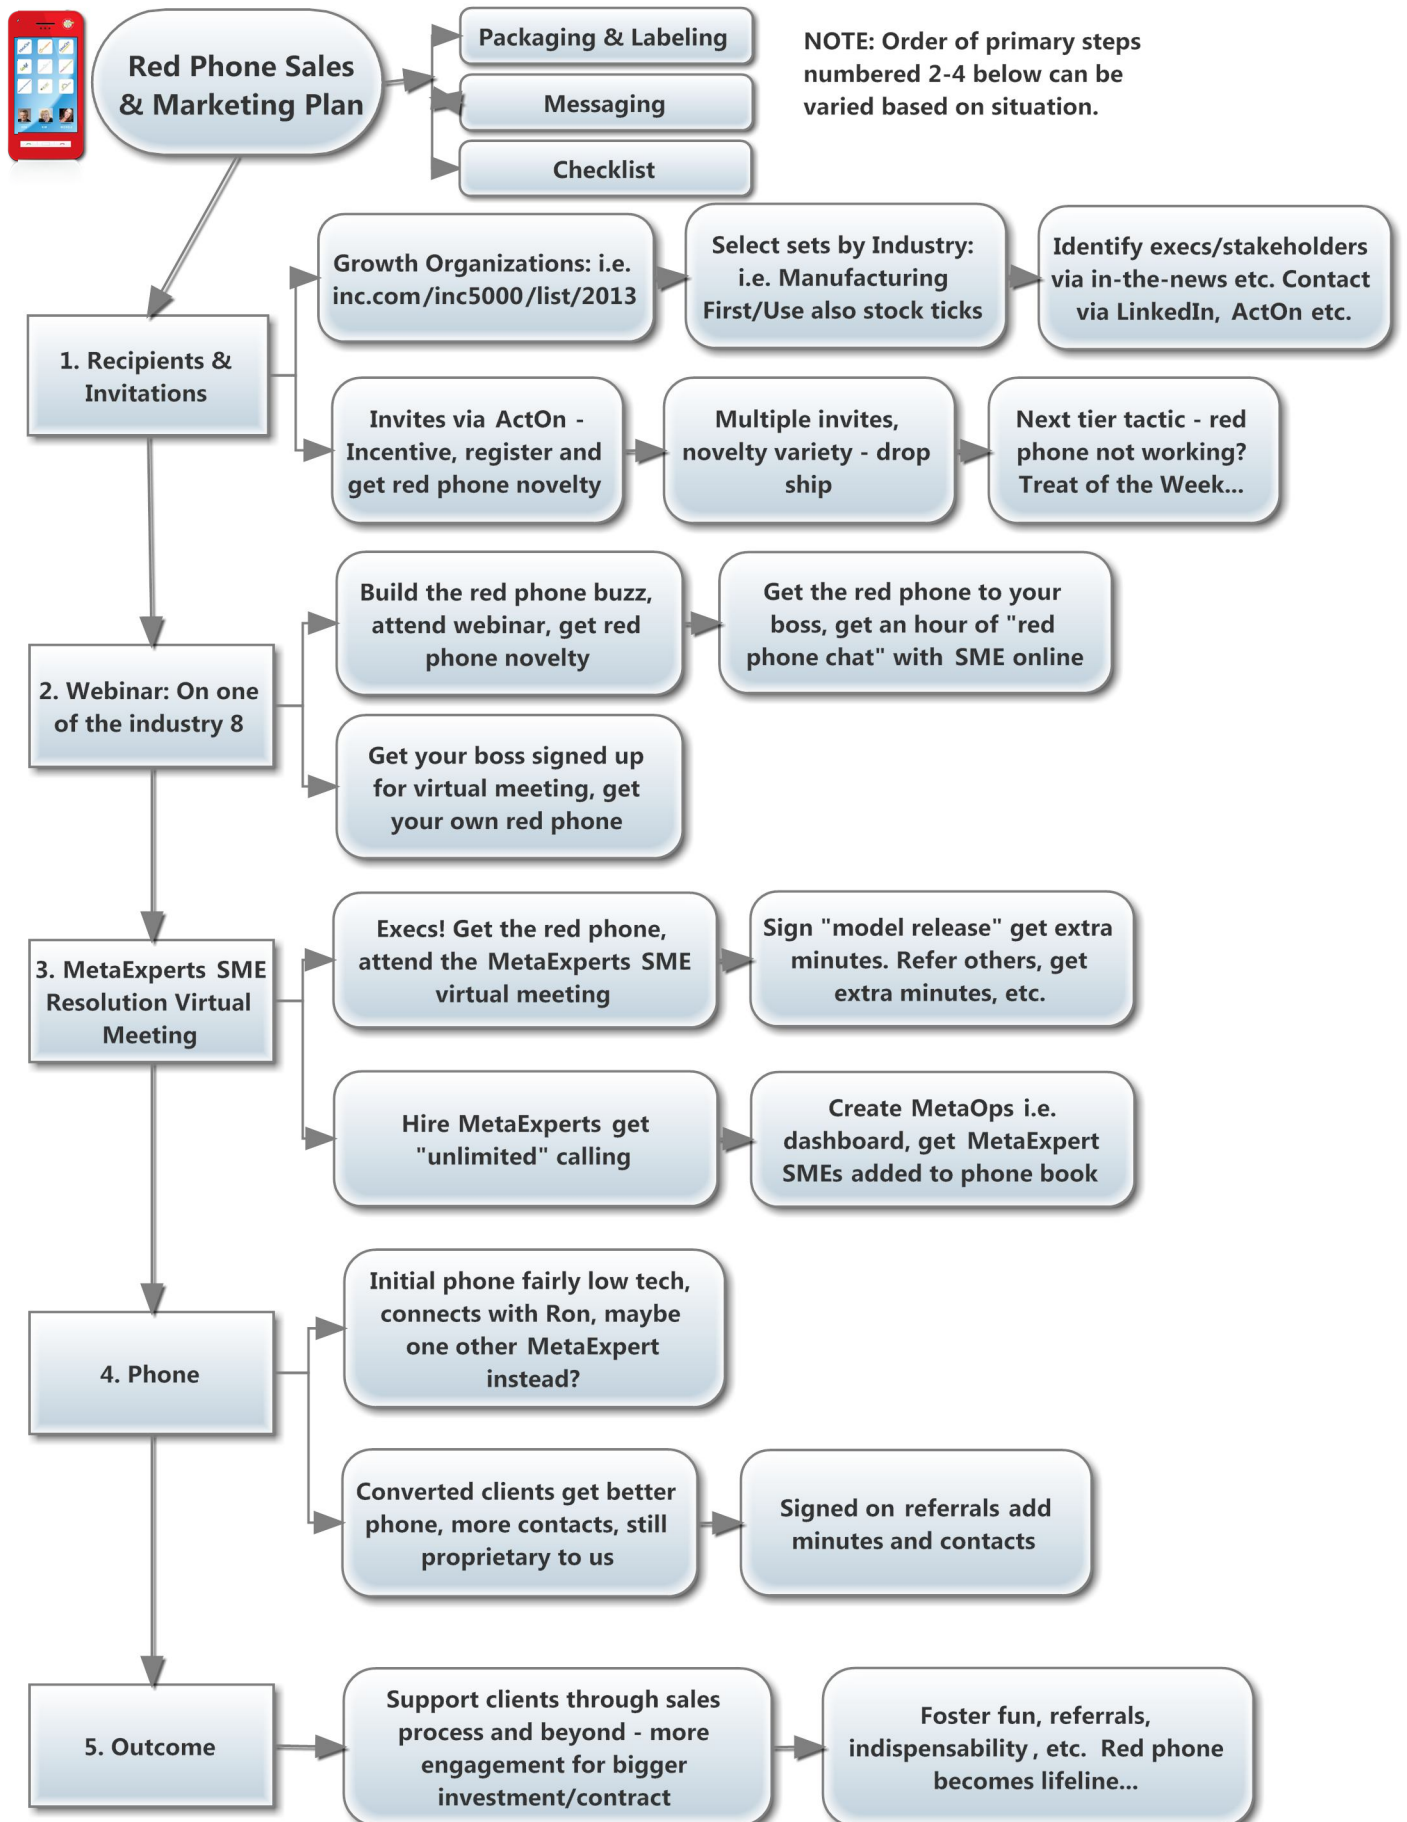 Red Phone Sales
& Marketing Plan
Packaging & Labeling
Messaging
Checklist
NOTE: Order of primary steps
numbered 2-4 below can be
varied based on situation.
1. Recipients &
Invitations
Growth Organizations: i.e.
inc.com/inc5000/list/2013
Select sets by Industry:
i.e. Manufacturing
First/Use also stock ticks
Identify execs/stakeholders
via in-the-news etc. Contact
via LinkedIn, ActOn etc.
Invites via ActOn -
Incentive, register and
get red phone novelty
Multiple invites,
novelty variety - drop
ship
Next tier tactic - red
phone not working?
Treat of the Week...
2. Webinar: On one
of the industry 8
Build the red phone buzz,
attend webinar, get red
phone novelty
Get the red phone to your
boss, get an hour of "red
phone chat" with SME online
Get your boss signed up
for virtual meeting, get
your own red phone
3. MetaExperts SME
Resolution Virtual
Meeting
Execs! Get the red phone,
attend the MetaExperts SME
virtual meeting
Sign "model release" get extra
minutes. Refer others, get
extra minutes, etc.
Hire MetaExperts get
"unlimited" calling
Create MetaOps i.e.
dashboard, get MetaExpert
SMEs added to phone book
4. Phone
Initial phone fairly low tech,
connects with Ron, maybe
one other MetaExpert
instead?
Converted clients get better
phone, more contacts, still
proprietary to us
Signed on referrals add
minutes and contacts
5. Outcome
Support clients through sales
process and beyond - more
engagement for bigger
investment/contract
Foster fun, referrals,
indispensability, etc. Red phone
becomes lifeline...